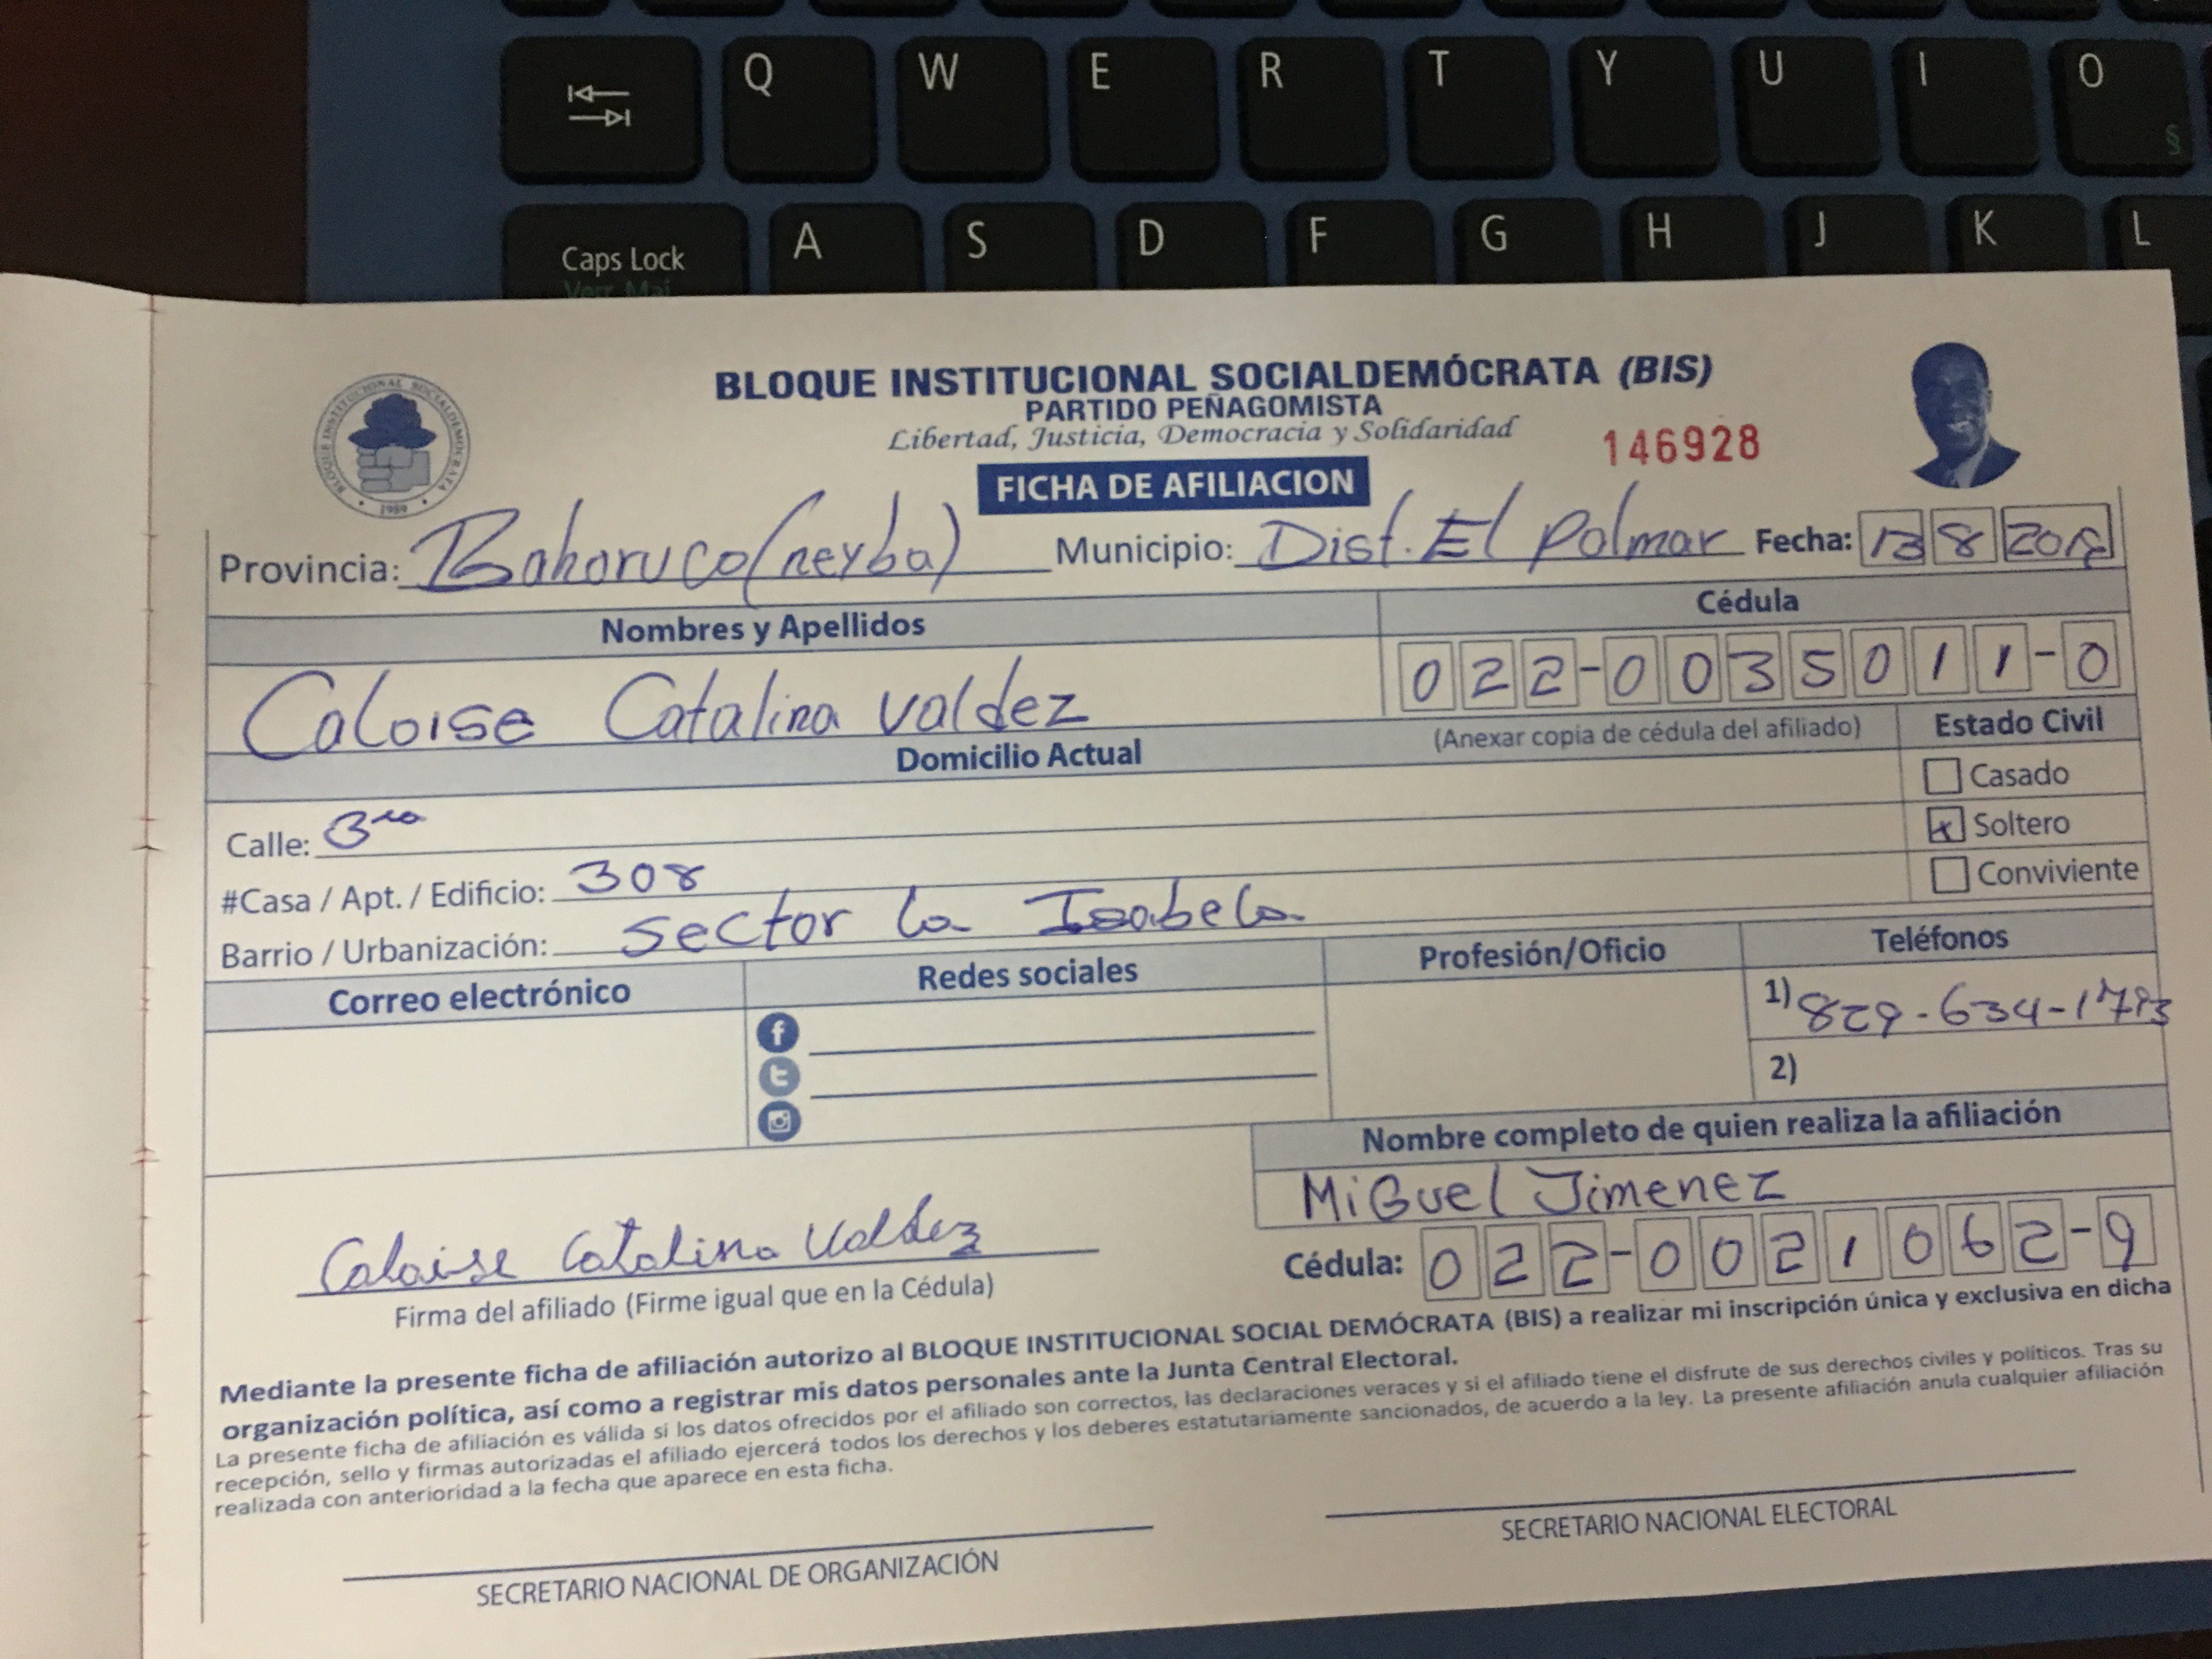 Q W E R T Y U I O
§
Caps Lock A S D F G H J K L
Verr. Maj
BLOQUE INSTITUCIONAL SOCIALDEMÓCRATA (BIS)
PARTIDO PEÑAGOMISTA
Libertad, Justicia, Democracia y Solidaridad
146928
BLOQUE INSTITUCIONAL SOCIALDEMOCRATA
1989
FICHA DE AFILIACION
Provincia: Bahoruco (neyba) Municipio: Dist. El Palmar Fecha: 13 8 2018
Nombres y Apellidos Cédula
Caloise Catalina Valdez 022-0035011-0
(Anexar copia de cédula del afiliado) Estado Civil
Domicilio Actual
Casado
Calle: 3ra
x Soltero
#Casa / Apt. / Edificio: 308
Conviviente
Barrio / Urbanización: Sector La Isabela
Correo electrónico Redes sociales Profesión/Oficio Teléfonos
1) 829-634-1793
2)
Nombre completo de quien realiza la afiliación
Miguel Jimenez
Caloise Catalina Valdez
Cédula: 022-0021062-9
Firma del afiliado (Firme igual que en la Cédula)
Mediante la presente ficha de afiliación autorizo al BLOQUE INSTITUCIONAL SOCIAL DEMÓCRATA (BIS) a realizar mi inscripción única y exclusiva en dicha
organización política, así como a registrar mis datos personales ante la Junta Central Electoral.
La presente ficha de afiliación es válida si los datos ofrecidos por el afiliado son correctos, las declaraciones veraces y si el afiliado tiene el disfrute de sus derechos civiles y políticos. Tras su
recepción, sello y firmas autorizadas el afiliado ejercerá todos los derechos y los deberes estatutariamente sancionados, de acuerdo a la ley. La presente afiliación anula cualquier afiliación
realizada con anterioridad a la fecha que aparece en esta ficha.
SECRETARIO NACIONAL DE ORGANIZACIÓN
SECRETARIO NACIONAL ELECTORAL